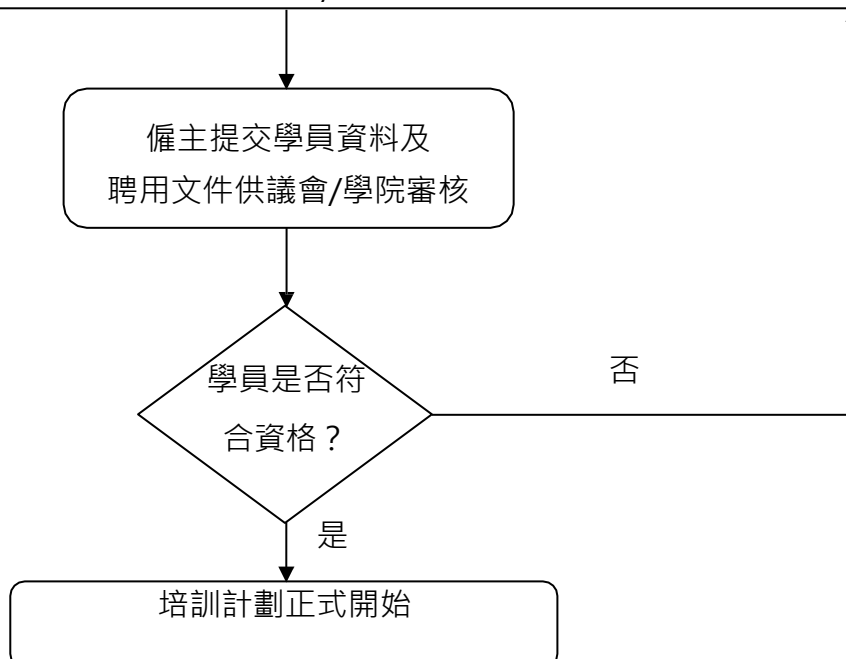 僱主提交學員資料及
聘用文件供議會/學院審核
學員是否符
合資格？
否
是
培訓計劃正式開始